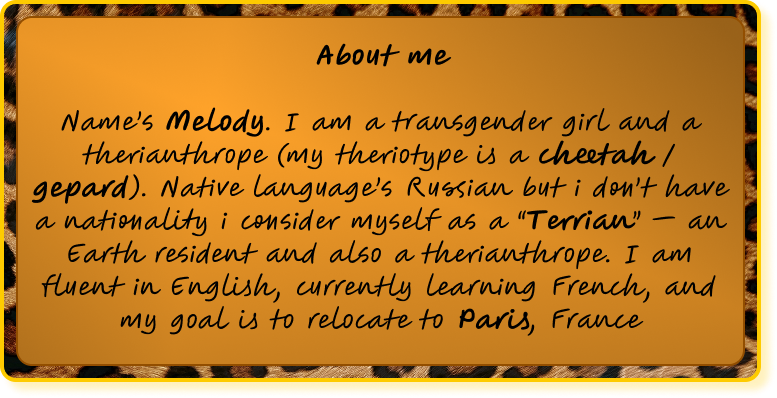 About me
Name's Melody. I am a transgender girl and a
therianthrope (my theriotype is a cheetah /
gepard). Native language's Russian but i don't have
a nationality i consider myself as a “Terrian” — an
Earth resident and also a therianthrope. I am
fluent in English, currently learning French, and
my goal is to relocate to Paris, France